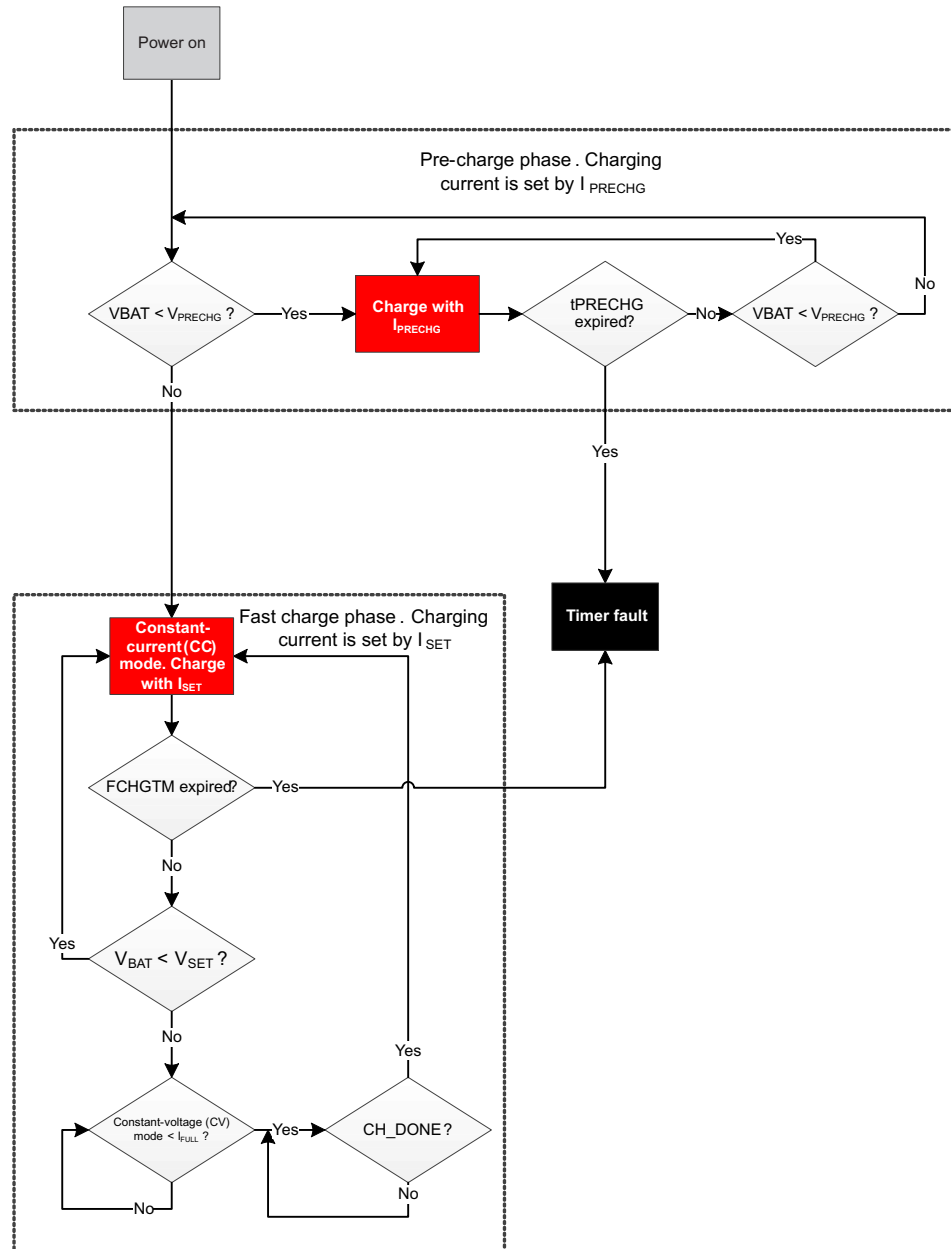 Power on
Pre-charge phase . Charging
current is set by I PRECHG
Yes
No
VBAT < VPRECHG ?
Yes
Charge with
IPRECHG
tPRECHG
expired?
No
VBAT < VPRECHG ?
No
Yes
Fast charge phase . Charging
current is set by I SET
Timer fault
Constant-
current (CC)
mode. Charge
with ISET
FCHGTM expired?
Yes
No
Yes
VBAT < VSET ?
No
Yes
Constant-voltage (CV)
mode < IFULL ?
Yes
CH_DONE ?
No
No